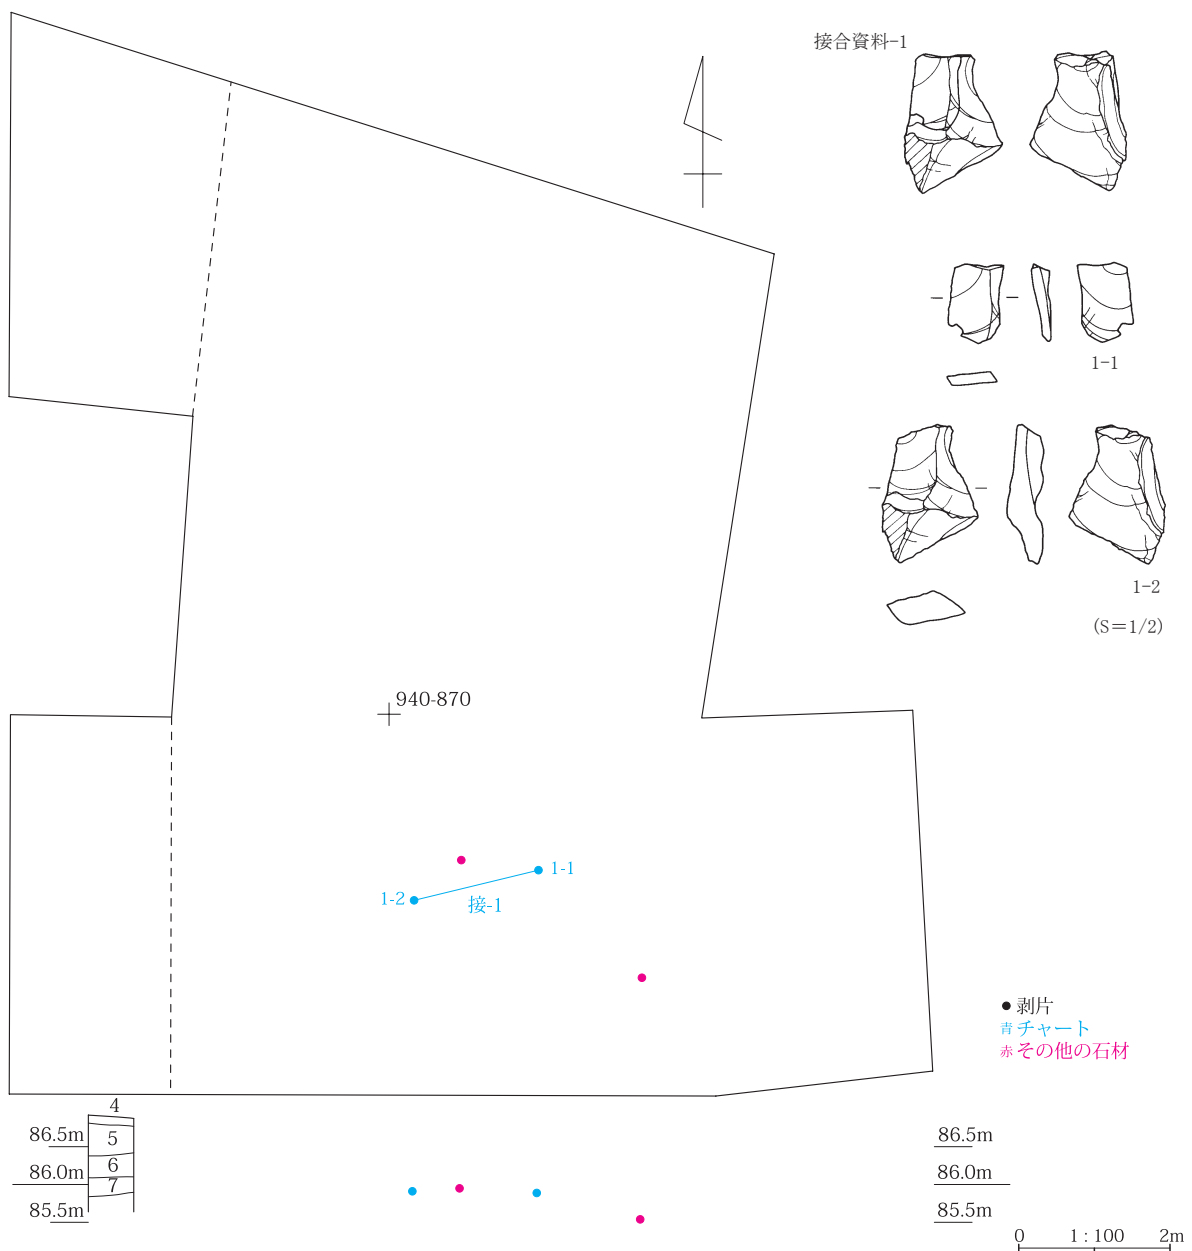 接合資料-1
1-1
1-2
(S=1/2)
940-870
1-1
1-2
接-1
剥片
青 チャート
赤 その他の石材
4
86.5m
5
86.5m
6
86.0m
86.0m
7
85.5m
85.5m
0 1:100 2m